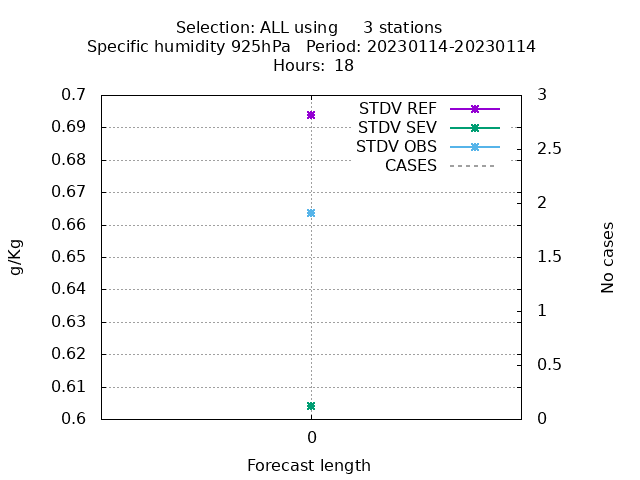 Selection: ALL using     3 stations
Specific humidity 925hPa   Period: 20230114-20230114
Hours: 18
0.7
0.69
0.68
0.67
0.66
0.65
0.64
0.63
0.62
0.61
0.6
g/Kg
STDV REF
STDV SEV
STDV OBS
CASES
3
2.5
2
1.5
1
0.5
0
No cases
0
Forecast length